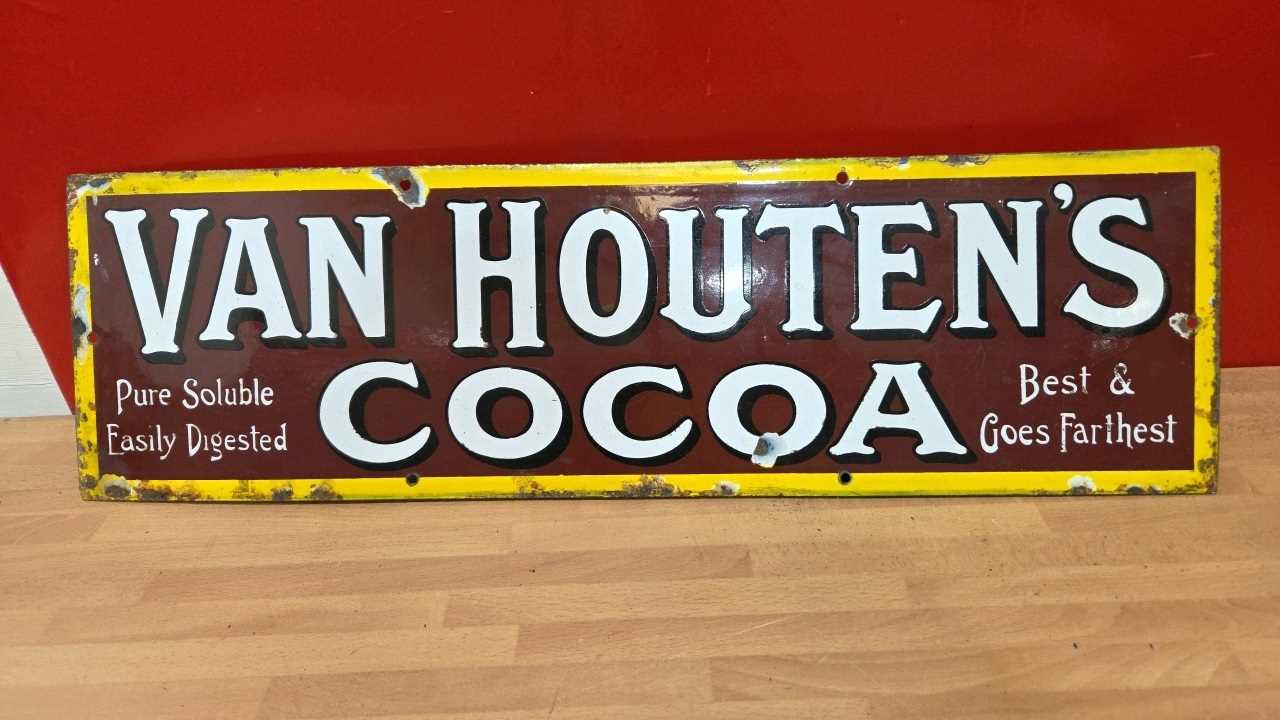 VAN HOUTEN'S
COCOA
Pure Soluble
Easily Digested
Best &
Goes Farthest